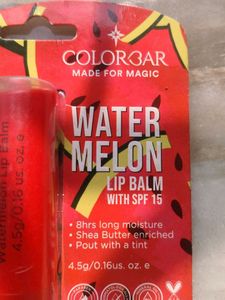 COLORBAR
MADE FOR MAGIC
WATER
MELON
LIP BALM
WITH SPF 15
• 8hrs long moisture
• Shea Butter enriched
• Pout with a tint
4.5g/0.16us. oz. e
Watermelon Lip Balm
4.5g/0.16 us. oz. e